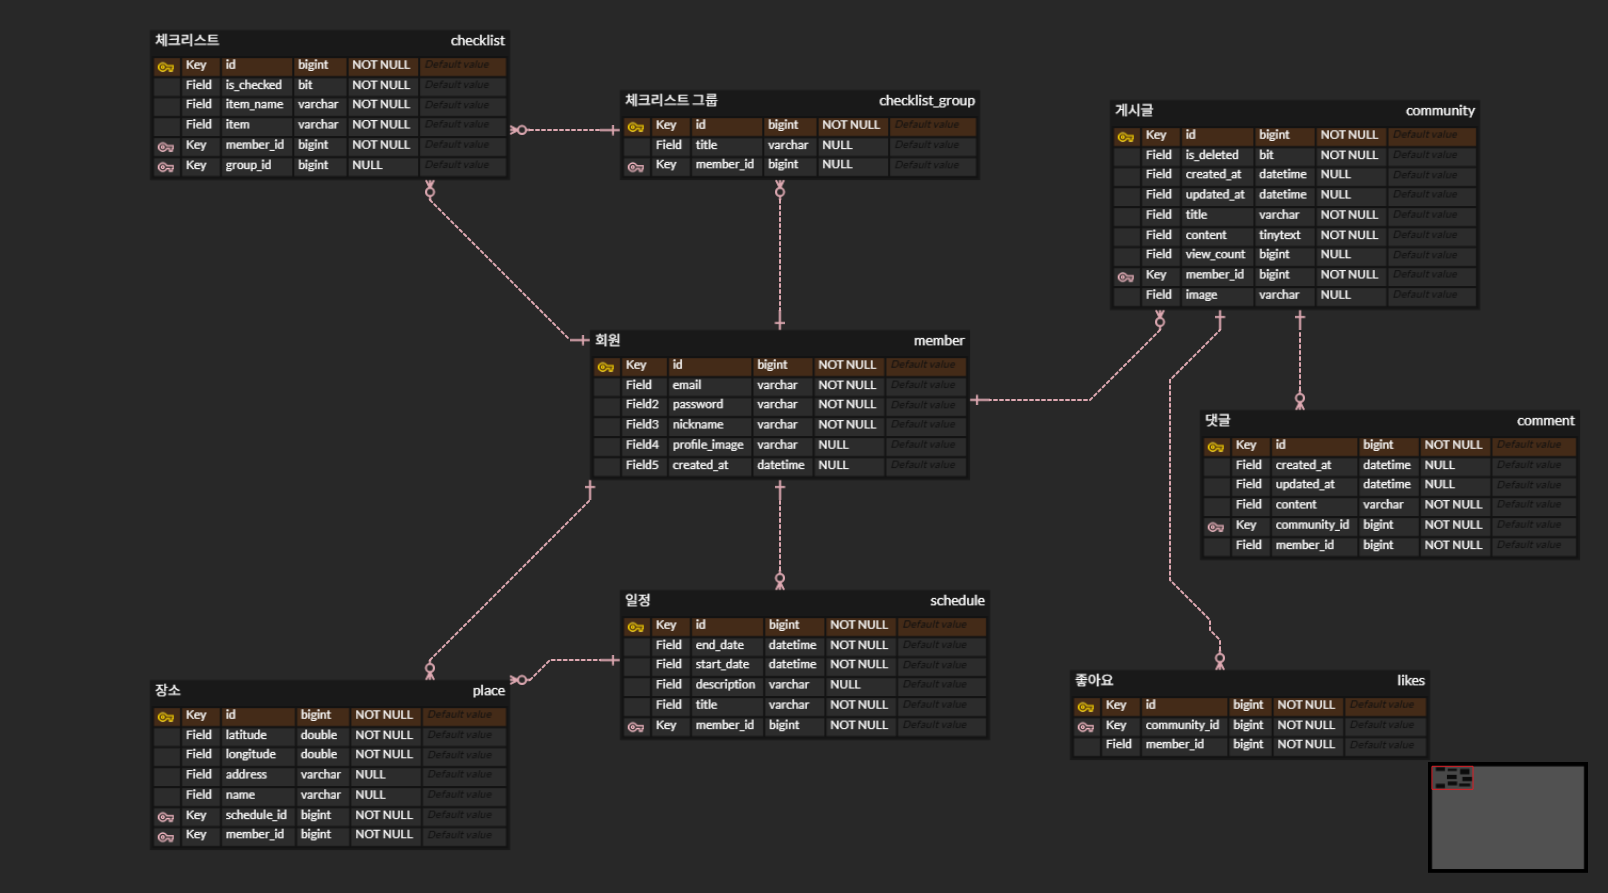 체크리스트 checklist
Key id bigint NOT NULL Default value
Field is_checked bit NOT NULL Default value
Field item_name varchar NOT NULL Default value
Field item varchar NOT NULL Default value
Key member_id bigint NOT NULL Default value
Key group_id bigint NULL Default value
체크리스트 그룹 checklist_group
Key id bigint NOT NULL Default value
Field title varchar NULL Default value
Key member_id bigint NULL Default value
게시글 community
Key id bigint NOT NULL Default value
Field is_deleted bit NOT NULL Default value
Field created_at datetime NULL Default value
Field updated_at datetime NULL Default value
Field title varchar NOT NULL Default value
Field content tinytext NOT NULL Default value
Field view_count bigint NULL Default value
Key member_id bigint NOT NULL Default value
Field image varchar NULL Default value
회원 member
Key id bigint NOT NULL Default value
Field email varchar NOT NULL Default value
Field2 password varchar NOT NULL Default value
Field3 nickname varchar NOT NULL Default value
Field4 profile_image varchar NULL Default value
Field5 created_at datetime NULL Default value
댓글 comment
Key id bigint NOT NULL Default value
Field created_at datetime NULL Default value
Field updated_at datetime NULL Default value
Field content varchar NOT NULL Default value
Key community_id bigint NOT NULL Default value
Field member_id bigint NOT NULL Default value
일정 schedule
Key id bigint NOT NULL Default value
Field end_date datetime NOT NULL Default value
Field start_date datetime NOT NULL Default value
Field description varchar NULL Default value
Field title varchar NOT NULL Default value
Key member_id bigint NOT NULL Default value
장소 place
Key id bigint NOT NULL Default value
Field latitude double NOT NULL Default value
Field longitude double NOT NULL Default value
Field address varchar NULL Default value
Field name varchar NULL Default value
Key schedule_id bigint NOT NULL Default value
Key member_id bigint NOT NULL Default value
좋아요 likes
Key id bigint NOT NULL Default value
Key community_id bigint NOT NULL Default value
Field member_id bigint NOT NULL Default value